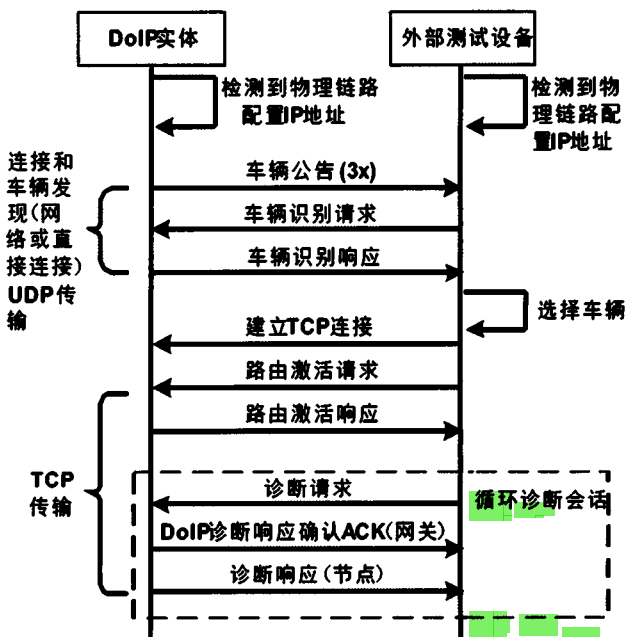 DoIP实体
外部测试设备
检测到物理链路
配置IP地址
检测到物
理链路配
置IP地址
连接和
车辆发
现(网
络或直
接连接)
UDP传
输
车辆公告(3x)
车辆识别请求
车辆识别响应
选择车辆
建立TCP连接
路由激活请求
路由激活响应
TCP
传输
诊断请求
循环诊断会话
DoIP诊断响应确认ACK(网关)
诊断响应(节点)